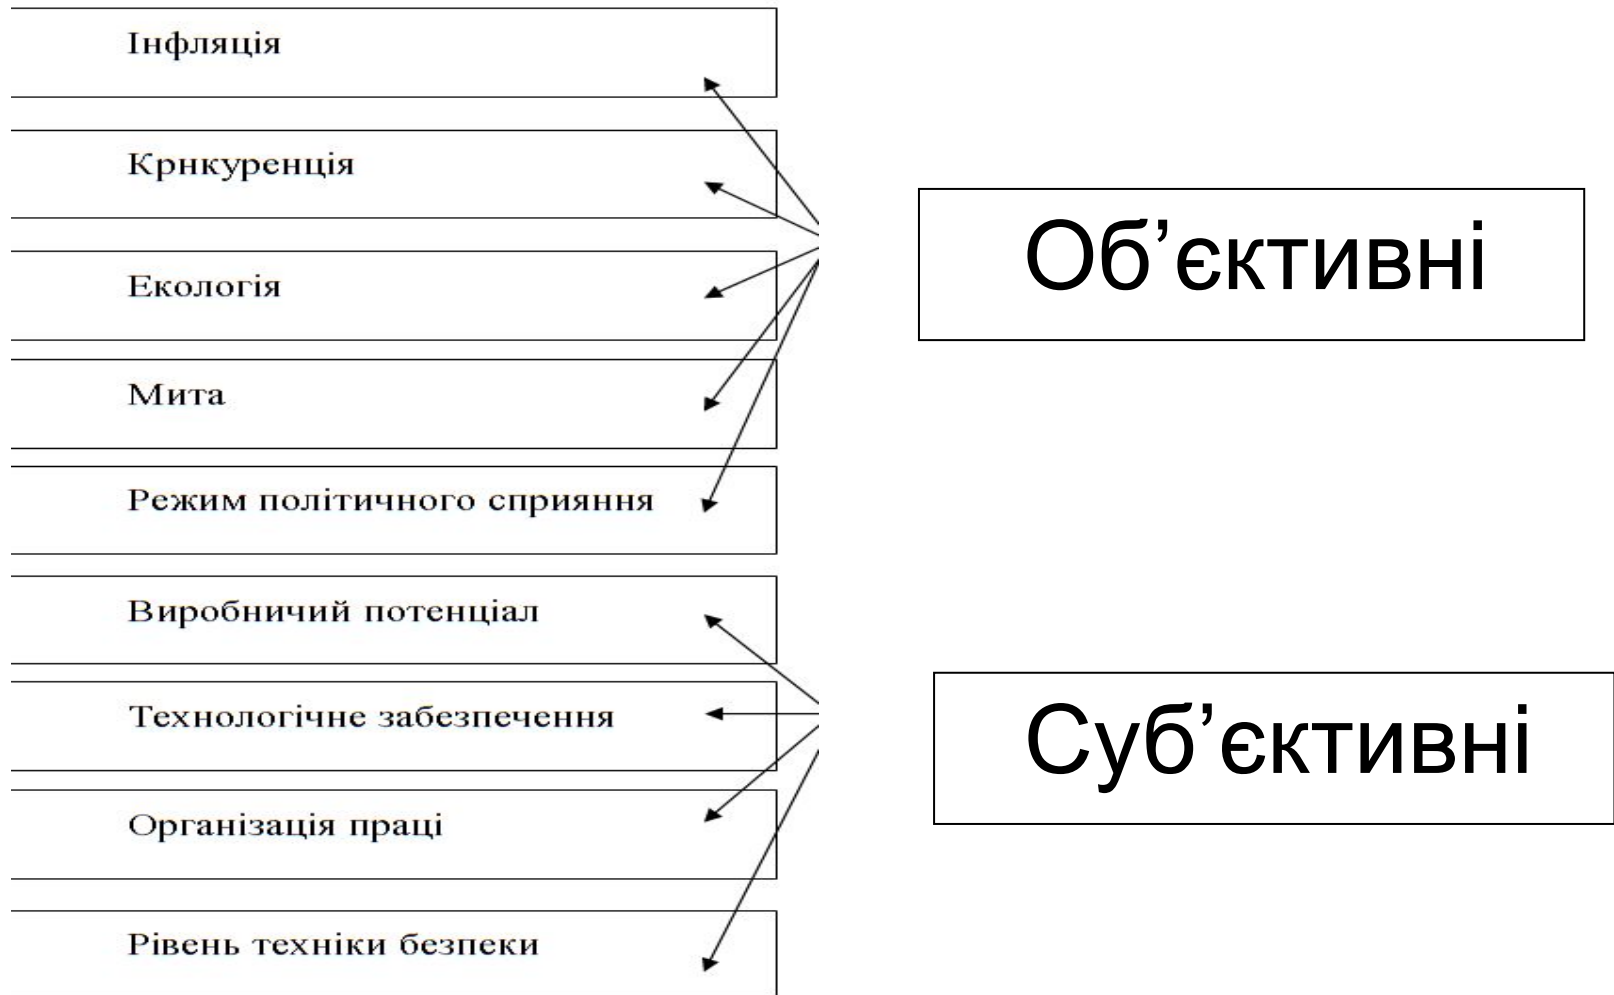 Інфляція
Крнкуренція
Екологія
Мита
Режим політичного сприяння
Виробничий потенціал
Технологічне забезпечення
Організація праці
Рівень техніки безпеки
Об’єктивні
Суб’єктивні